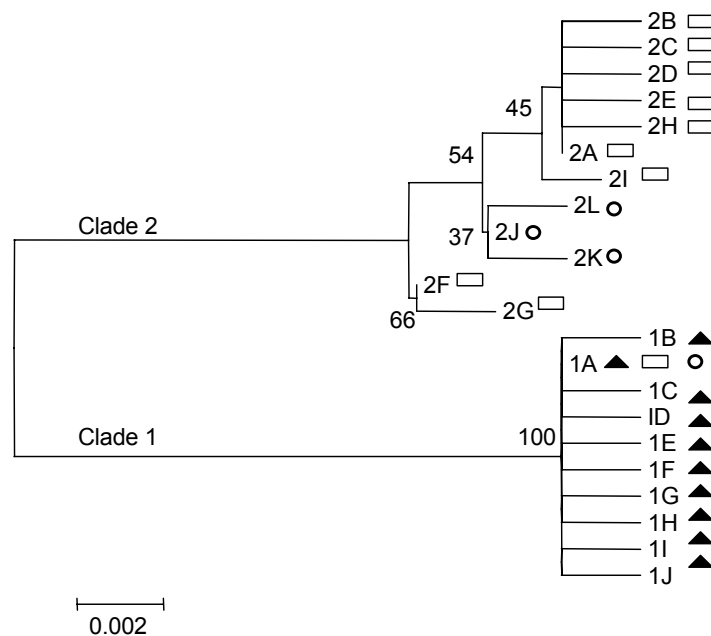 2B
2C
2D
2E
45
2H
54
2A
2I
2L
Clade 2
37
2J
2K
2F
66
2G
1B
1A
1C
ID
Clade 1
100
1E
1F
1G
1H
1I
1J
0.002